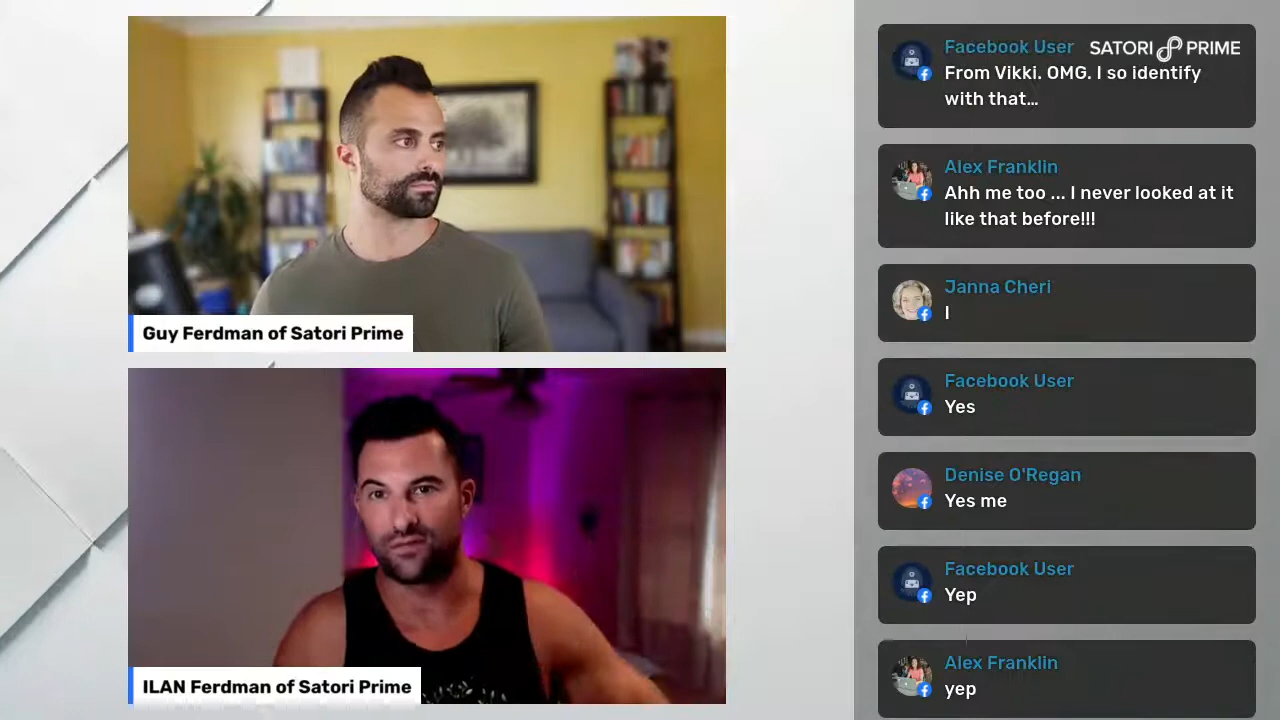 Guy Ferdman of Satori Prime
ILAN Ferdman of Satori Prime
SATORI PRIME
Facebook User
From Vikki. OMG. I so identify
with that...
Alex Franklin
Ahh me too ... I never looked at it
like that before!!!
Janna Cheri
I
Facebook User
Yes
Denise O'Regan
Yes me
Facebook User
Yep
Alex Franklin
yep